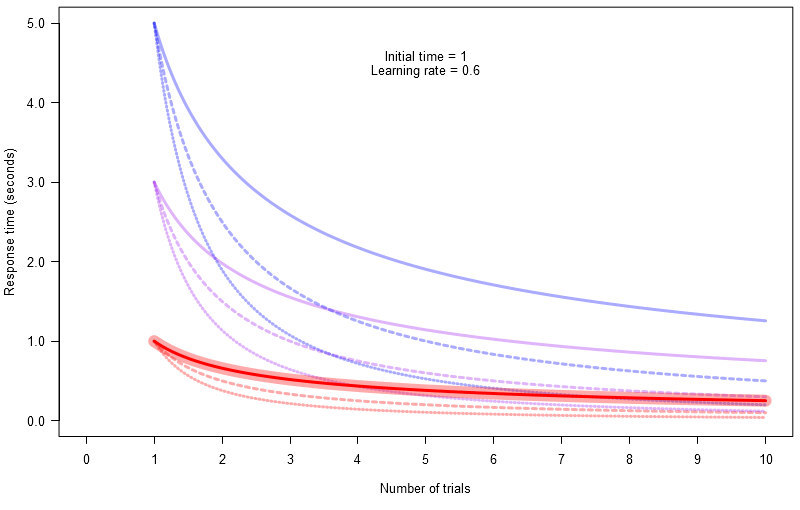 Initial time = 1
Learning rate = 0.6
Response time (seconds)
5.0
4.0
3.0
2.0
1.0
0.0
0 1 2 3 4 5 6 7 8 9 10
Number of trials